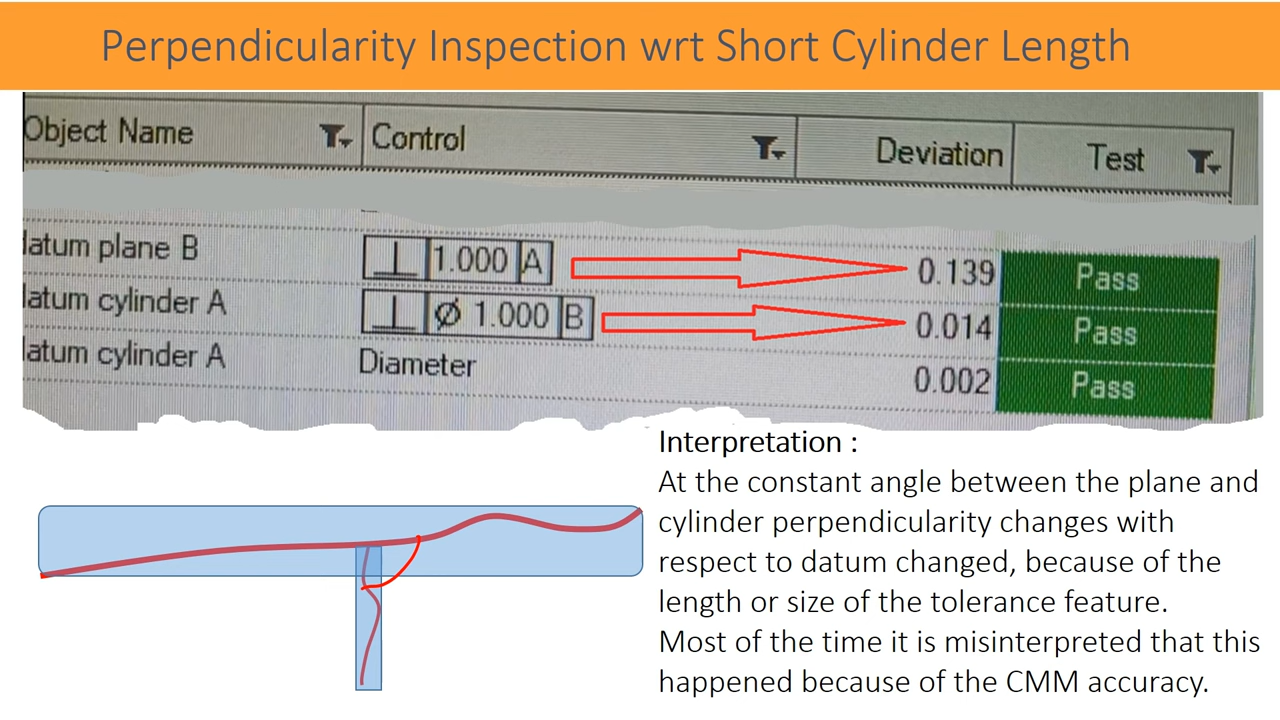 Perpendicularity Inspection wrt Short Cylinder Length
Object Name Control Deviation Test
datum plane B ⊥ 1.000 A 0.139 Pass
datum cylinder A ⊥ Ø 1.000 B 0.014 Pass
datum cylinder A Diameter 0.002 Pass
Interpretation :
At the constant angle between the plane and
cylinder perpendicularity changes with
respect to datum changed, because of the
length or size of the tolerance feature.
Most of the time it is misinterpreted that this
happened because of the CMM accuracy.